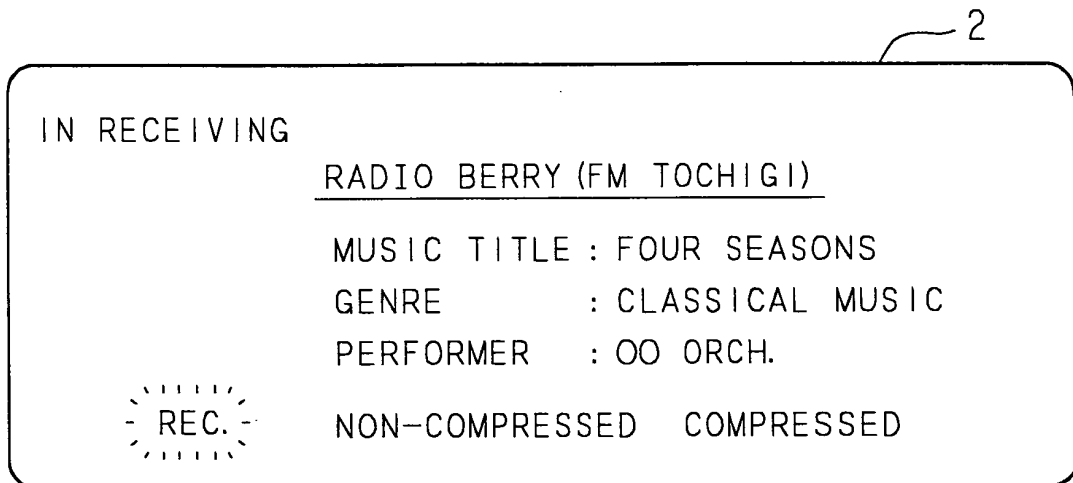 2
IN RECEIVING
RADIO BERRY (FM TOCHIGI)
MUSIC TITLE : FOUR SEASONS
GENRE : CLASSICAL MUSIC
PERFORMER : OO ORCH.
REC. NON-COMPRESSED COMPRESSED